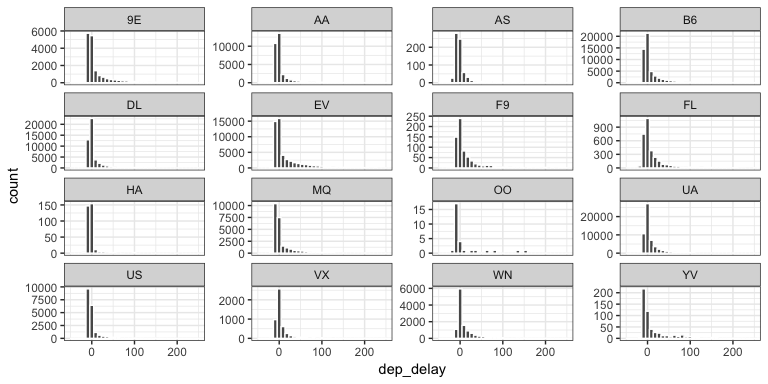 9E AA AS B6
6000 4000 2000 0
10000 5000 0
200 100 0
20000 15000 10000 5000 0
DL EV F9 FL
20000 15000 10000 5000 0
15000 10000 5000 0
250 200 150 100 50 0
900 600 300 0
count
HA MQ OO UA
150 100 50 0
10000 7500 5000 2500 0
15 10 5 0
20000 10000 0
US VX WN YV
10000 7500 5000 2500 0
2000 1000 0
6000 4000 2000 0
200 150 100 50 0
0 100 200 0 100 200 0 100 200 0 100 200
dep_delay